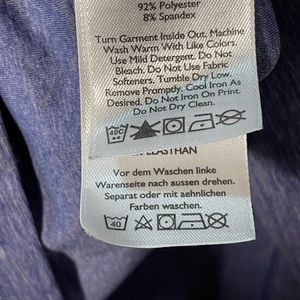 92% Polyester
8% Spandex
Turn Garment Inside Out. Machine
Wash Warm With Like Colors.
Use Mild Detergent. Do Not
Bleach. Do Not Use Fabric
Softeners. Tumble Dry Low.
Remove Promptly. Cool Iron As
Desired. Do Not Iron On Print.
Do Not Dry Clean.
40C
ELASTHAN
Vor dem Waschen linke
Warenseite nach aussen drehen.
Separat oder mit aehnlichen
Farben waschen.
40